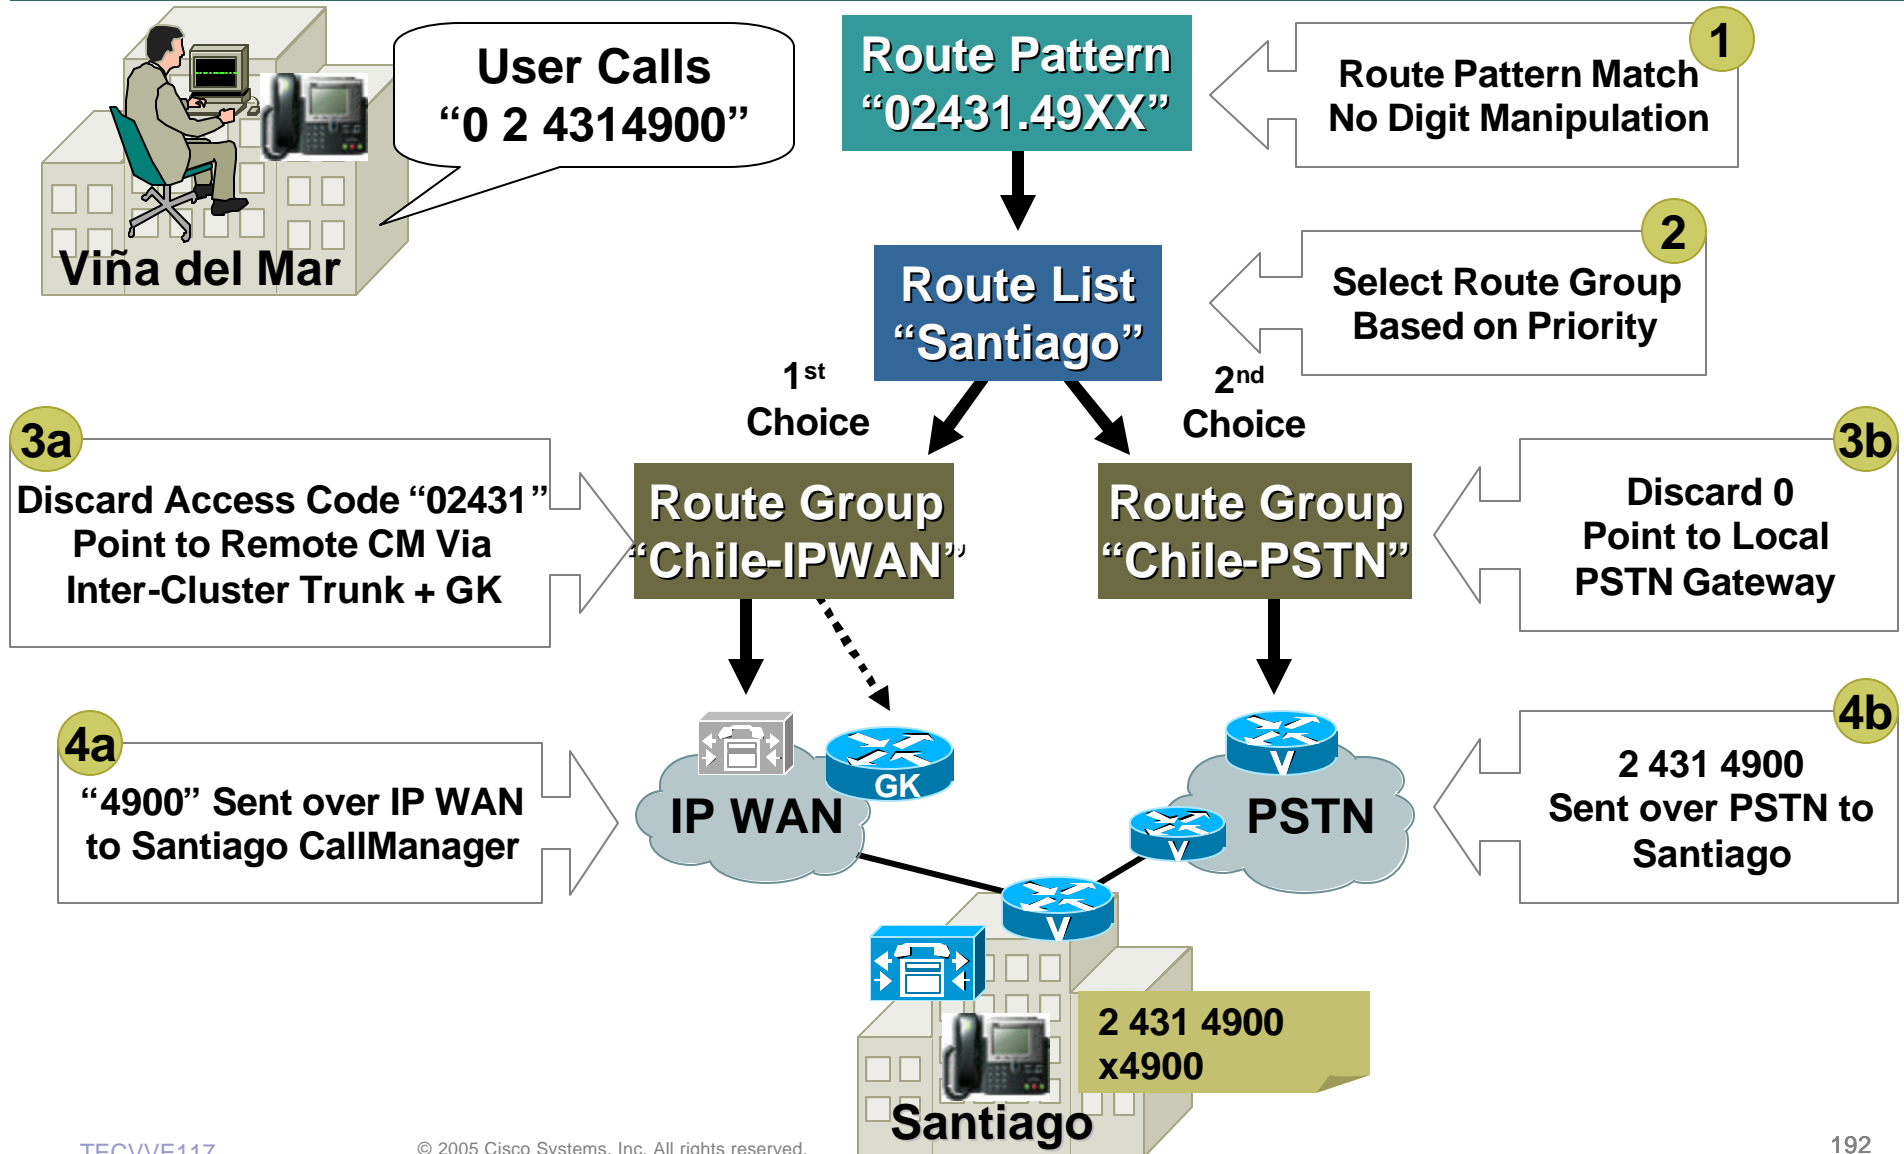 User Calls
“0 2 4314900”
Viña del Mar
Route Pattern
“02431.49XX”
1
Route Pattern Match
No Digit Manipulation
Route List
“Santiago”
2
Select Route Group
Based on Priority
1st
Choice
2nd
Choice
3a
Discard Access Code “02431”
Point to Remote CM Via
Inter-Cluster Trunk + GK
Route Group
“Chile-IPWAN”
Route Group
“Chile-PSTN”
3b
Discard 0
Point to Local
PSTN Gateway
4a
“4900” Sent over IP WAN
to Santiago CallManager
GK
IP WAN
V
PSTN
V
4b
2 431 4900
Sent over PSTN to
Santiago
V
2 431 4900
x4900
Santiago
TECVVE117
© 2005 Cisco Systems, Inc. All rights reserved.
192